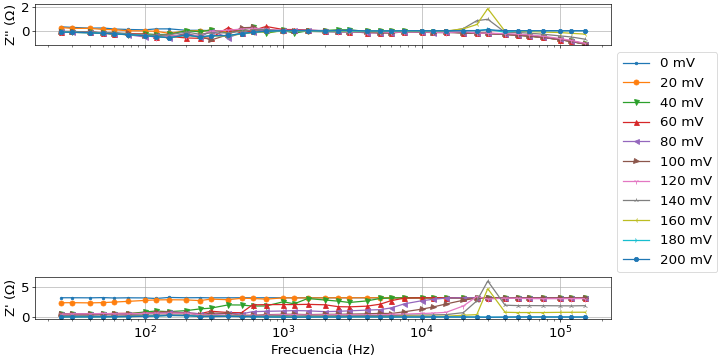 2
0
Z'' (Ω)
0 mV
20 mV
40 mV
60 mV
80 mV
100 mV
120 mV
140 mV
160 mV
180 mV
200 mV
5
0
Z' (Ω)
10² 10³ 10⁴ 10⁵
Frecuencia (Hz)